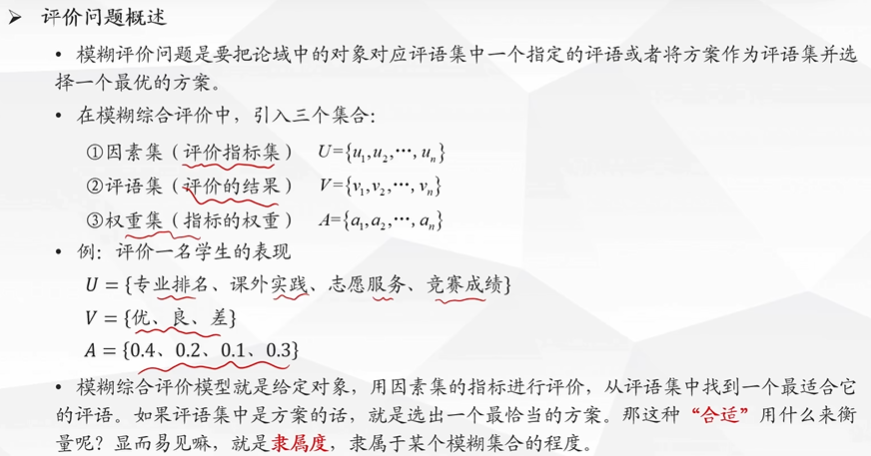 ➢ 评价问题概述
• 模糊评价问题是要把论域中的对象对应评语集中一个指定的评语或者将方案作为评语集并选
择一个最优的方案。
• 在模糊综合评价中，引入三个集合：
①因素集（评价指标集） U={u₁,u₂,⋯,uₙ}
②评语集（评价的结果） V={v₁,v₂,⋯,vₙ}
③权重集（指标的权重） A={a₁,a₂,⋯,aₙ}
• 例：评价一名学生的表现
U = {专业排名、课外实践、志愿服务、竞赛成绩}
V = {优、良、差}
A = {0.4、0.2、0.1、0.3}
• 模糊综合评价模型就是给定对象，用因素集的指标进行评价，从评语集中找到一个最适合它
的评语。如果评语集中是方案的话，就是选出一个最恰当的方案。那这种“合适”用什么来衡
量呢？显而易见嘛，就是隶属度，隶属于某个模糊集合的程度。